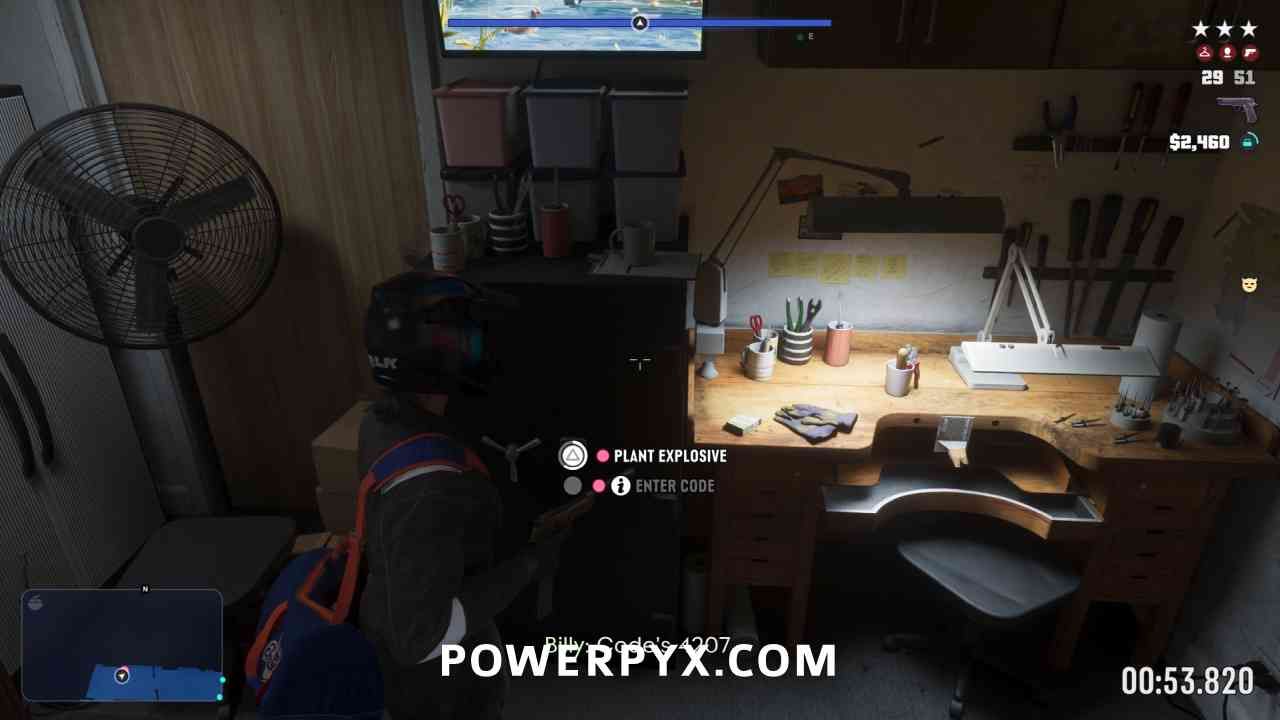 E
29 51
$2,460
PLANT EXPLOSIVE
ENTER CODE
N
Billy: Code's 4207
POWERPYX.COM
00:53.820